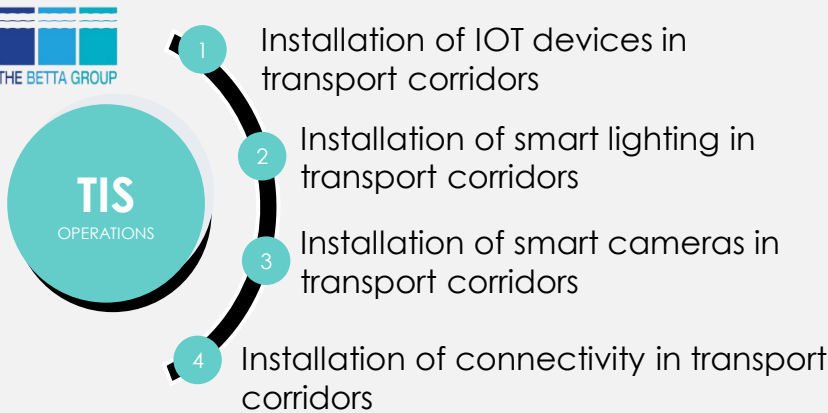 THE BETTA GROUP
TIS
OPERATIONS
1
Installation of IOT devices in
transport corridors
2
Installation of smart lighting in
transport corridors
3
Installation of smart cameras in
transport corridors
4
Installation of connectivity in transport
corridors